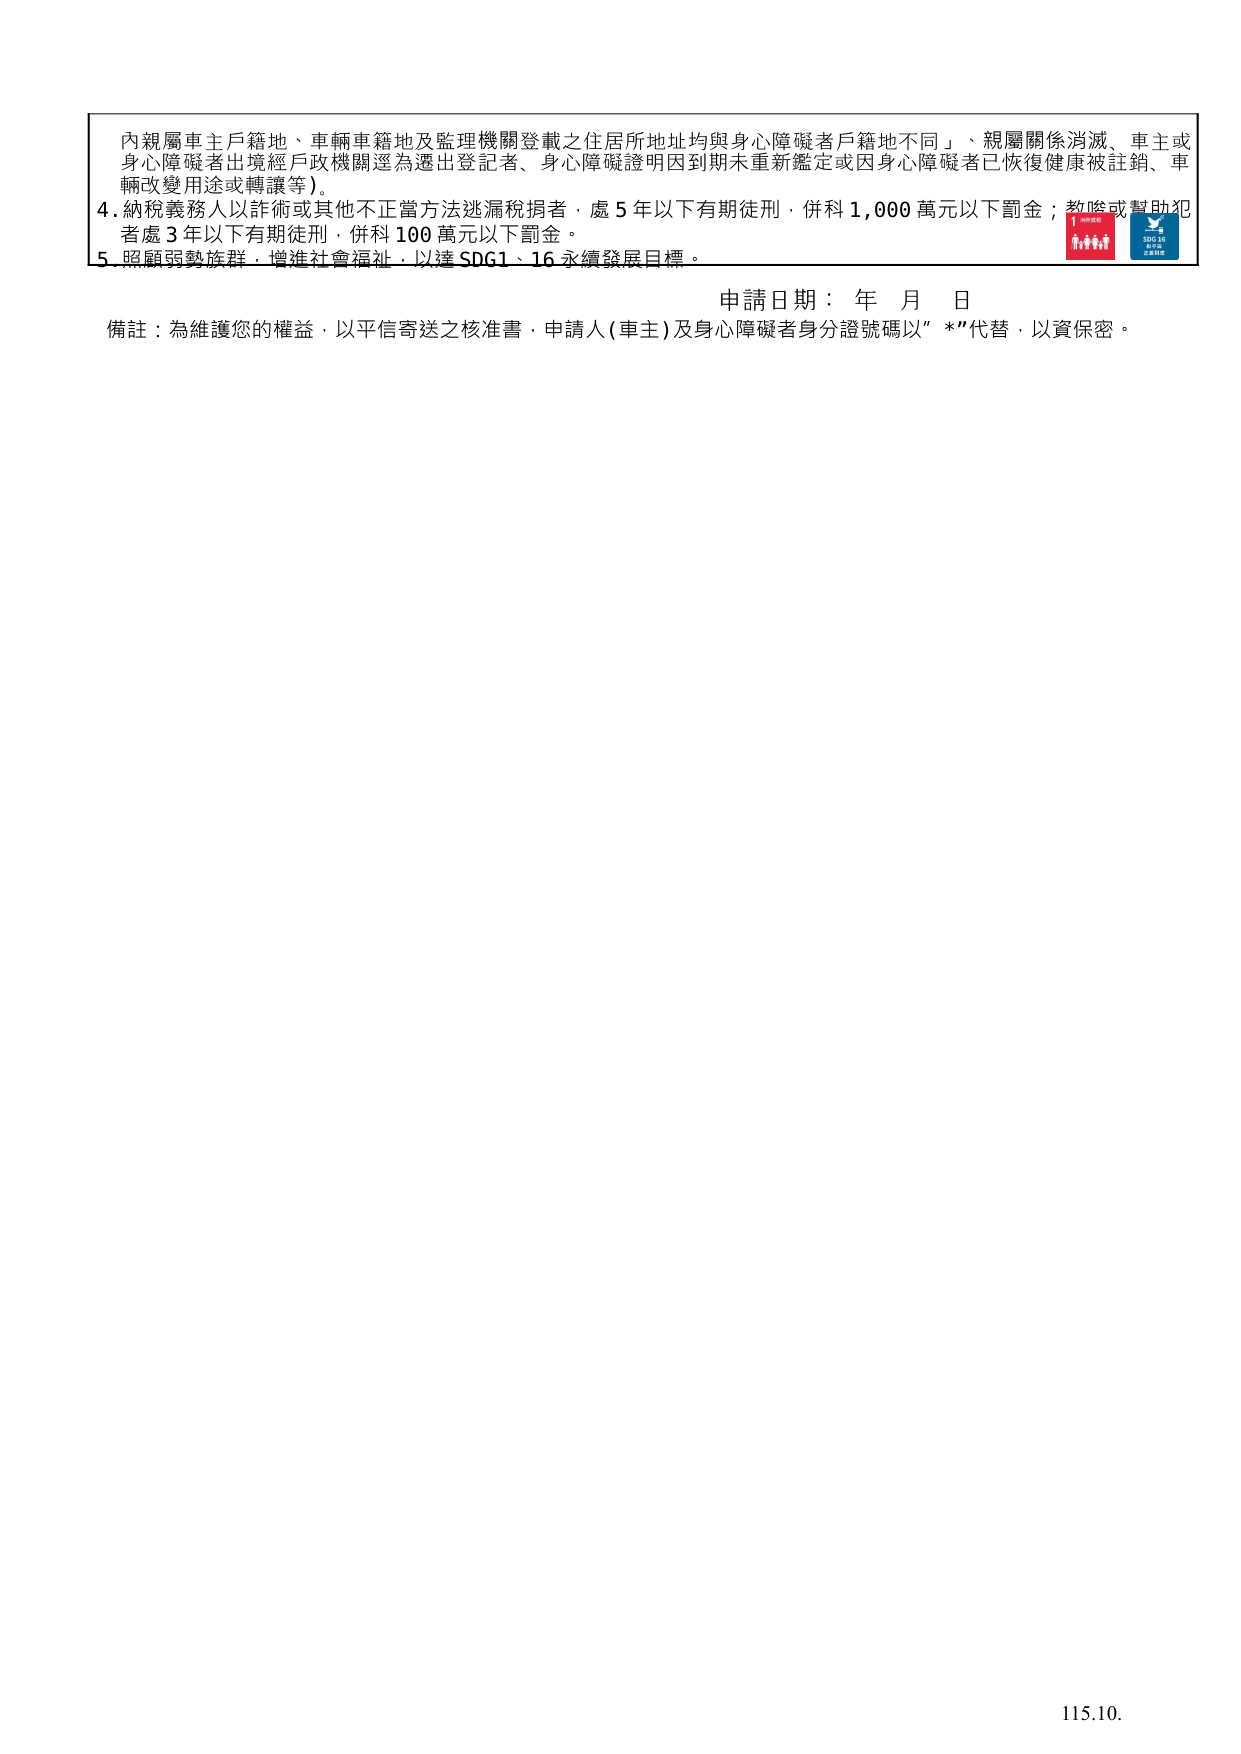 內親屬車主戶籍地、車輛車籍地及監理機關登載之住居所地址均與身心障礙者戶籍地不同」、親屬關係消滅、車主或
身心障礙者出境經戶政機關逕為遷出登記者、身心障礙證明因到期未重新鑑定或因身心障礙者已恢復健康被註銷、車
輛改變用途或轉讓等)。
4.納稅義務人以詐術或其他不正當方法逃漏稅捐者，處5年以下有期徒刑，併科1,000萬元以下罰金；教唆或幫助犯
者處3年以下有期徒刑，併科100萬元以下罰金。
5.照顧弱勢族群，增進社會福祉，以達SDG1、16永續發展目標。
1
SDG 16
申請日期： 年 月 日
備註：為維護您的權益，以平信寄送之核准書，申請人(車主)及身心障礙者身分證號碼以” *”代替，以資保密。
115.10.